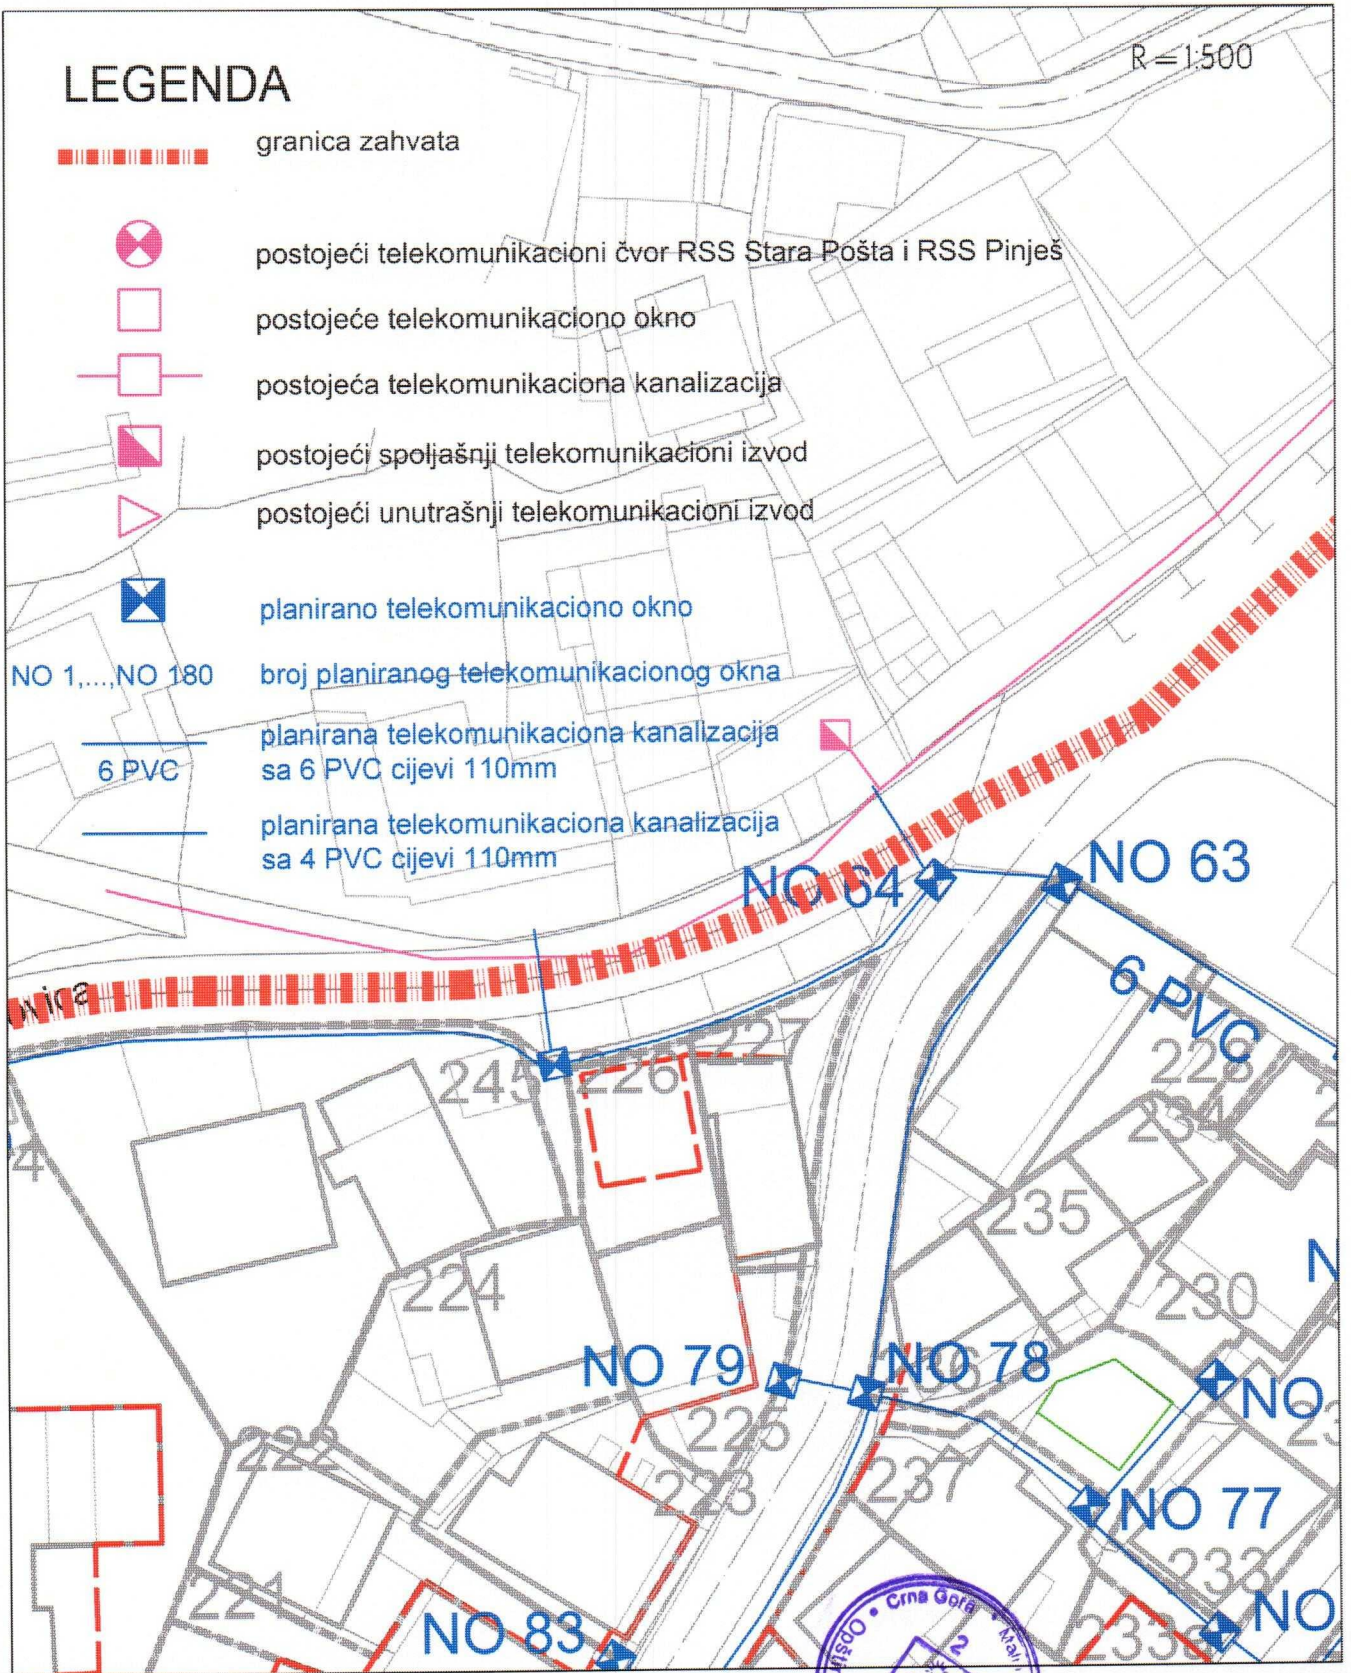 R = 1:500
LEGENDA
granica zahvata
postojeći telekomunikacioni čvor RSS Stara Pošta i RSS Pinješ
postojeće telekomunikaciono okno
postojeća telekomunikaciona kanalizacija
postojeći spoljašnji telekomunikacioni izvod
postojeći unutrašnji telekomunikacioni izvod
planirano telekomunikaciono okno
NO 1,...,NO 180 broj planiranog telekomunikacionog okna
planirana telekomunikaciona kanalizacija
6 PVC sa 6 PVC cijevi 110mm
planirana telekomunikaciona kanalizacija
sa 4 PVC cijevi 110mm
NO 63
NO 64
6 PVC
227
245
226
228
234
235
224
230
NO 79
NO 78
236
NO
225
222
237
223
NO 77
233
221
NO
NO 83
Crna Gora
2